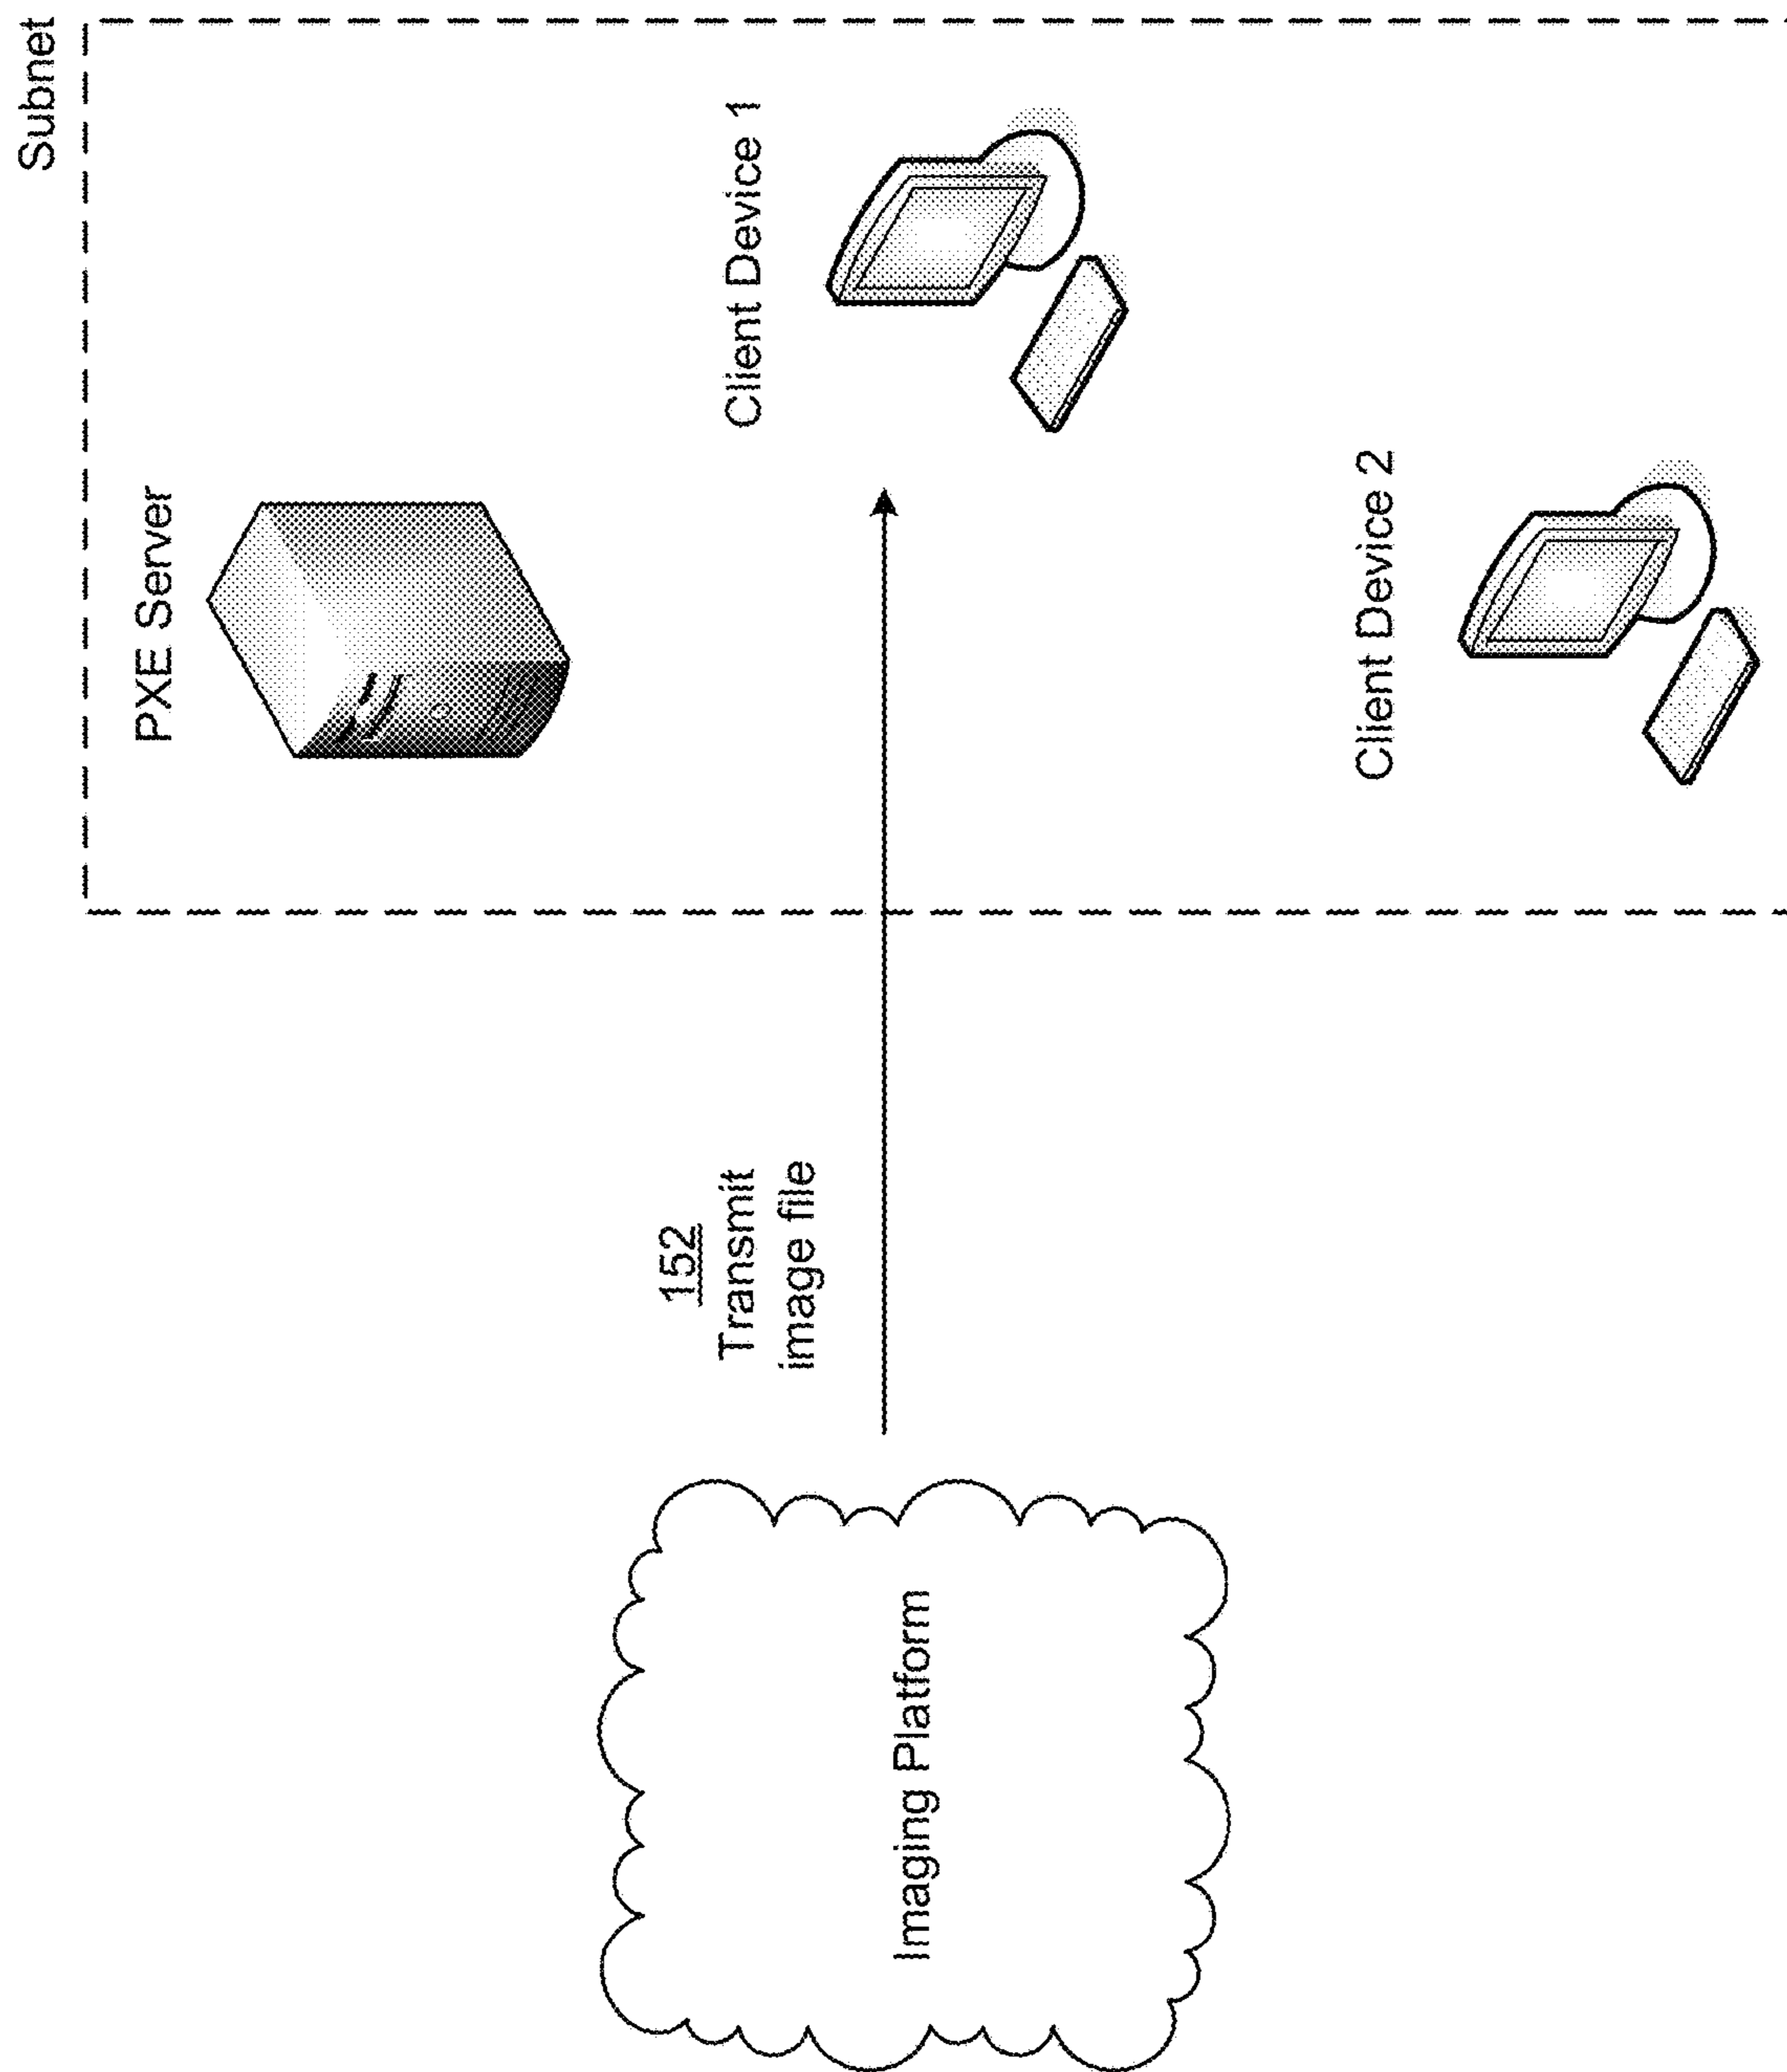 Subnet
PXE Server
Client Device 1
152
Transmit
image file
Imaging Platform
Client Device 2